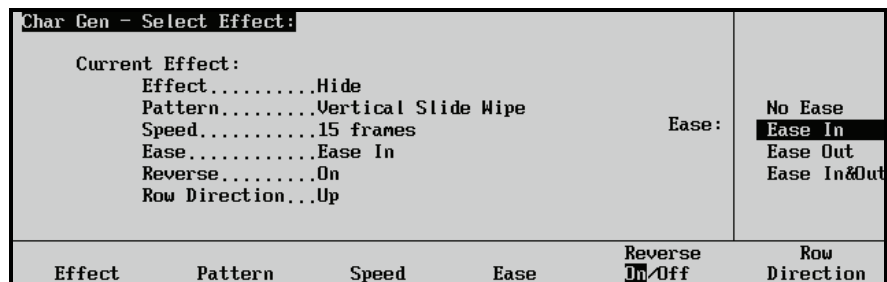 Char Gen - Select Effect:
Current Effect:
Effect..........Hide
Pattern.........Vertical Slide Wipe
Speed...........15 frames
Ease............Ease In
Reverse.........On
Row Direction...Up
Ease:
No Ease
Ease In
Ease Out
Ease In&Out
Effect
Pattern
Speed
Ease
Reverse
On/Off
Row
Direction